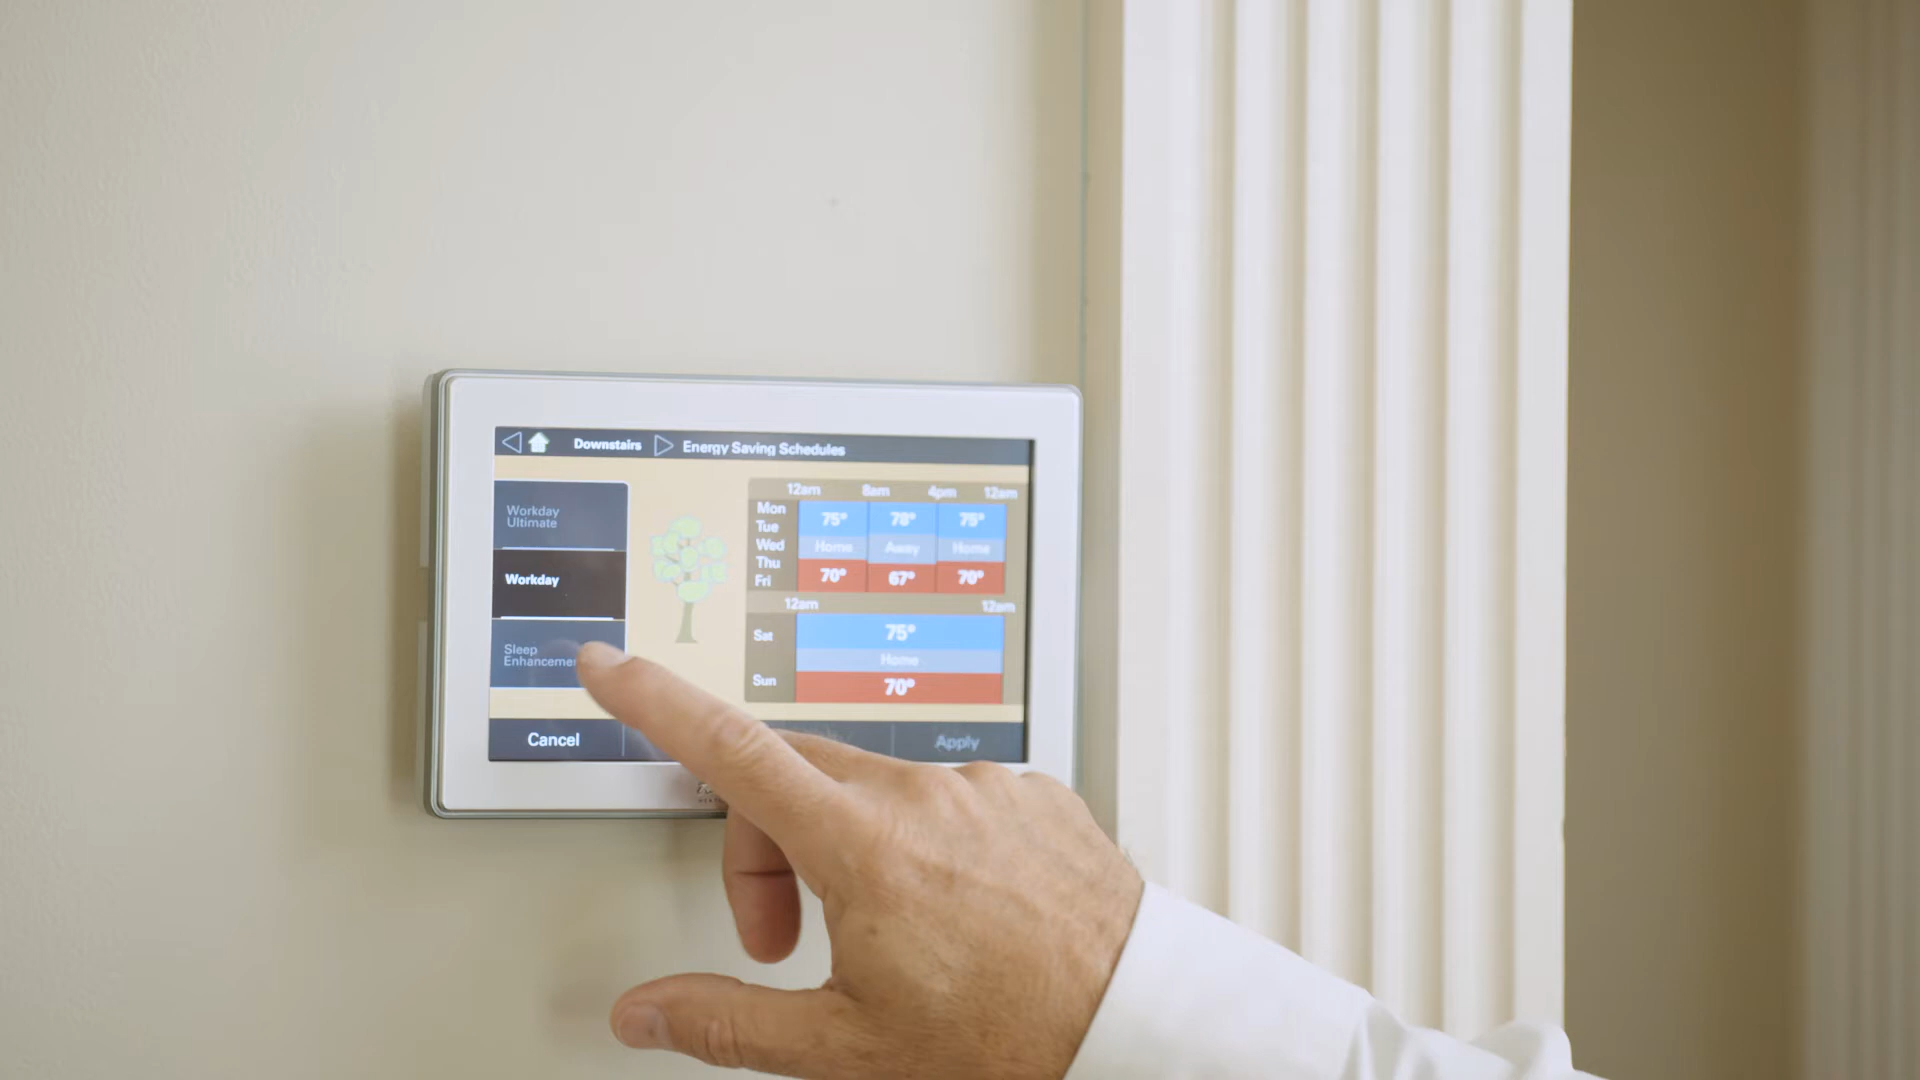 Downstairs Energy Saving Schedules
Workday
Ultimate
Workday
Sleep
Cancel
12am 8am 4pm 12am
Mon
Tue
Wed
Thu
Fri
75° 78° 75°
Home Away Home
70° 67° 70°
12am 12am
Sat
Sun
75°
Home
70°
Apply